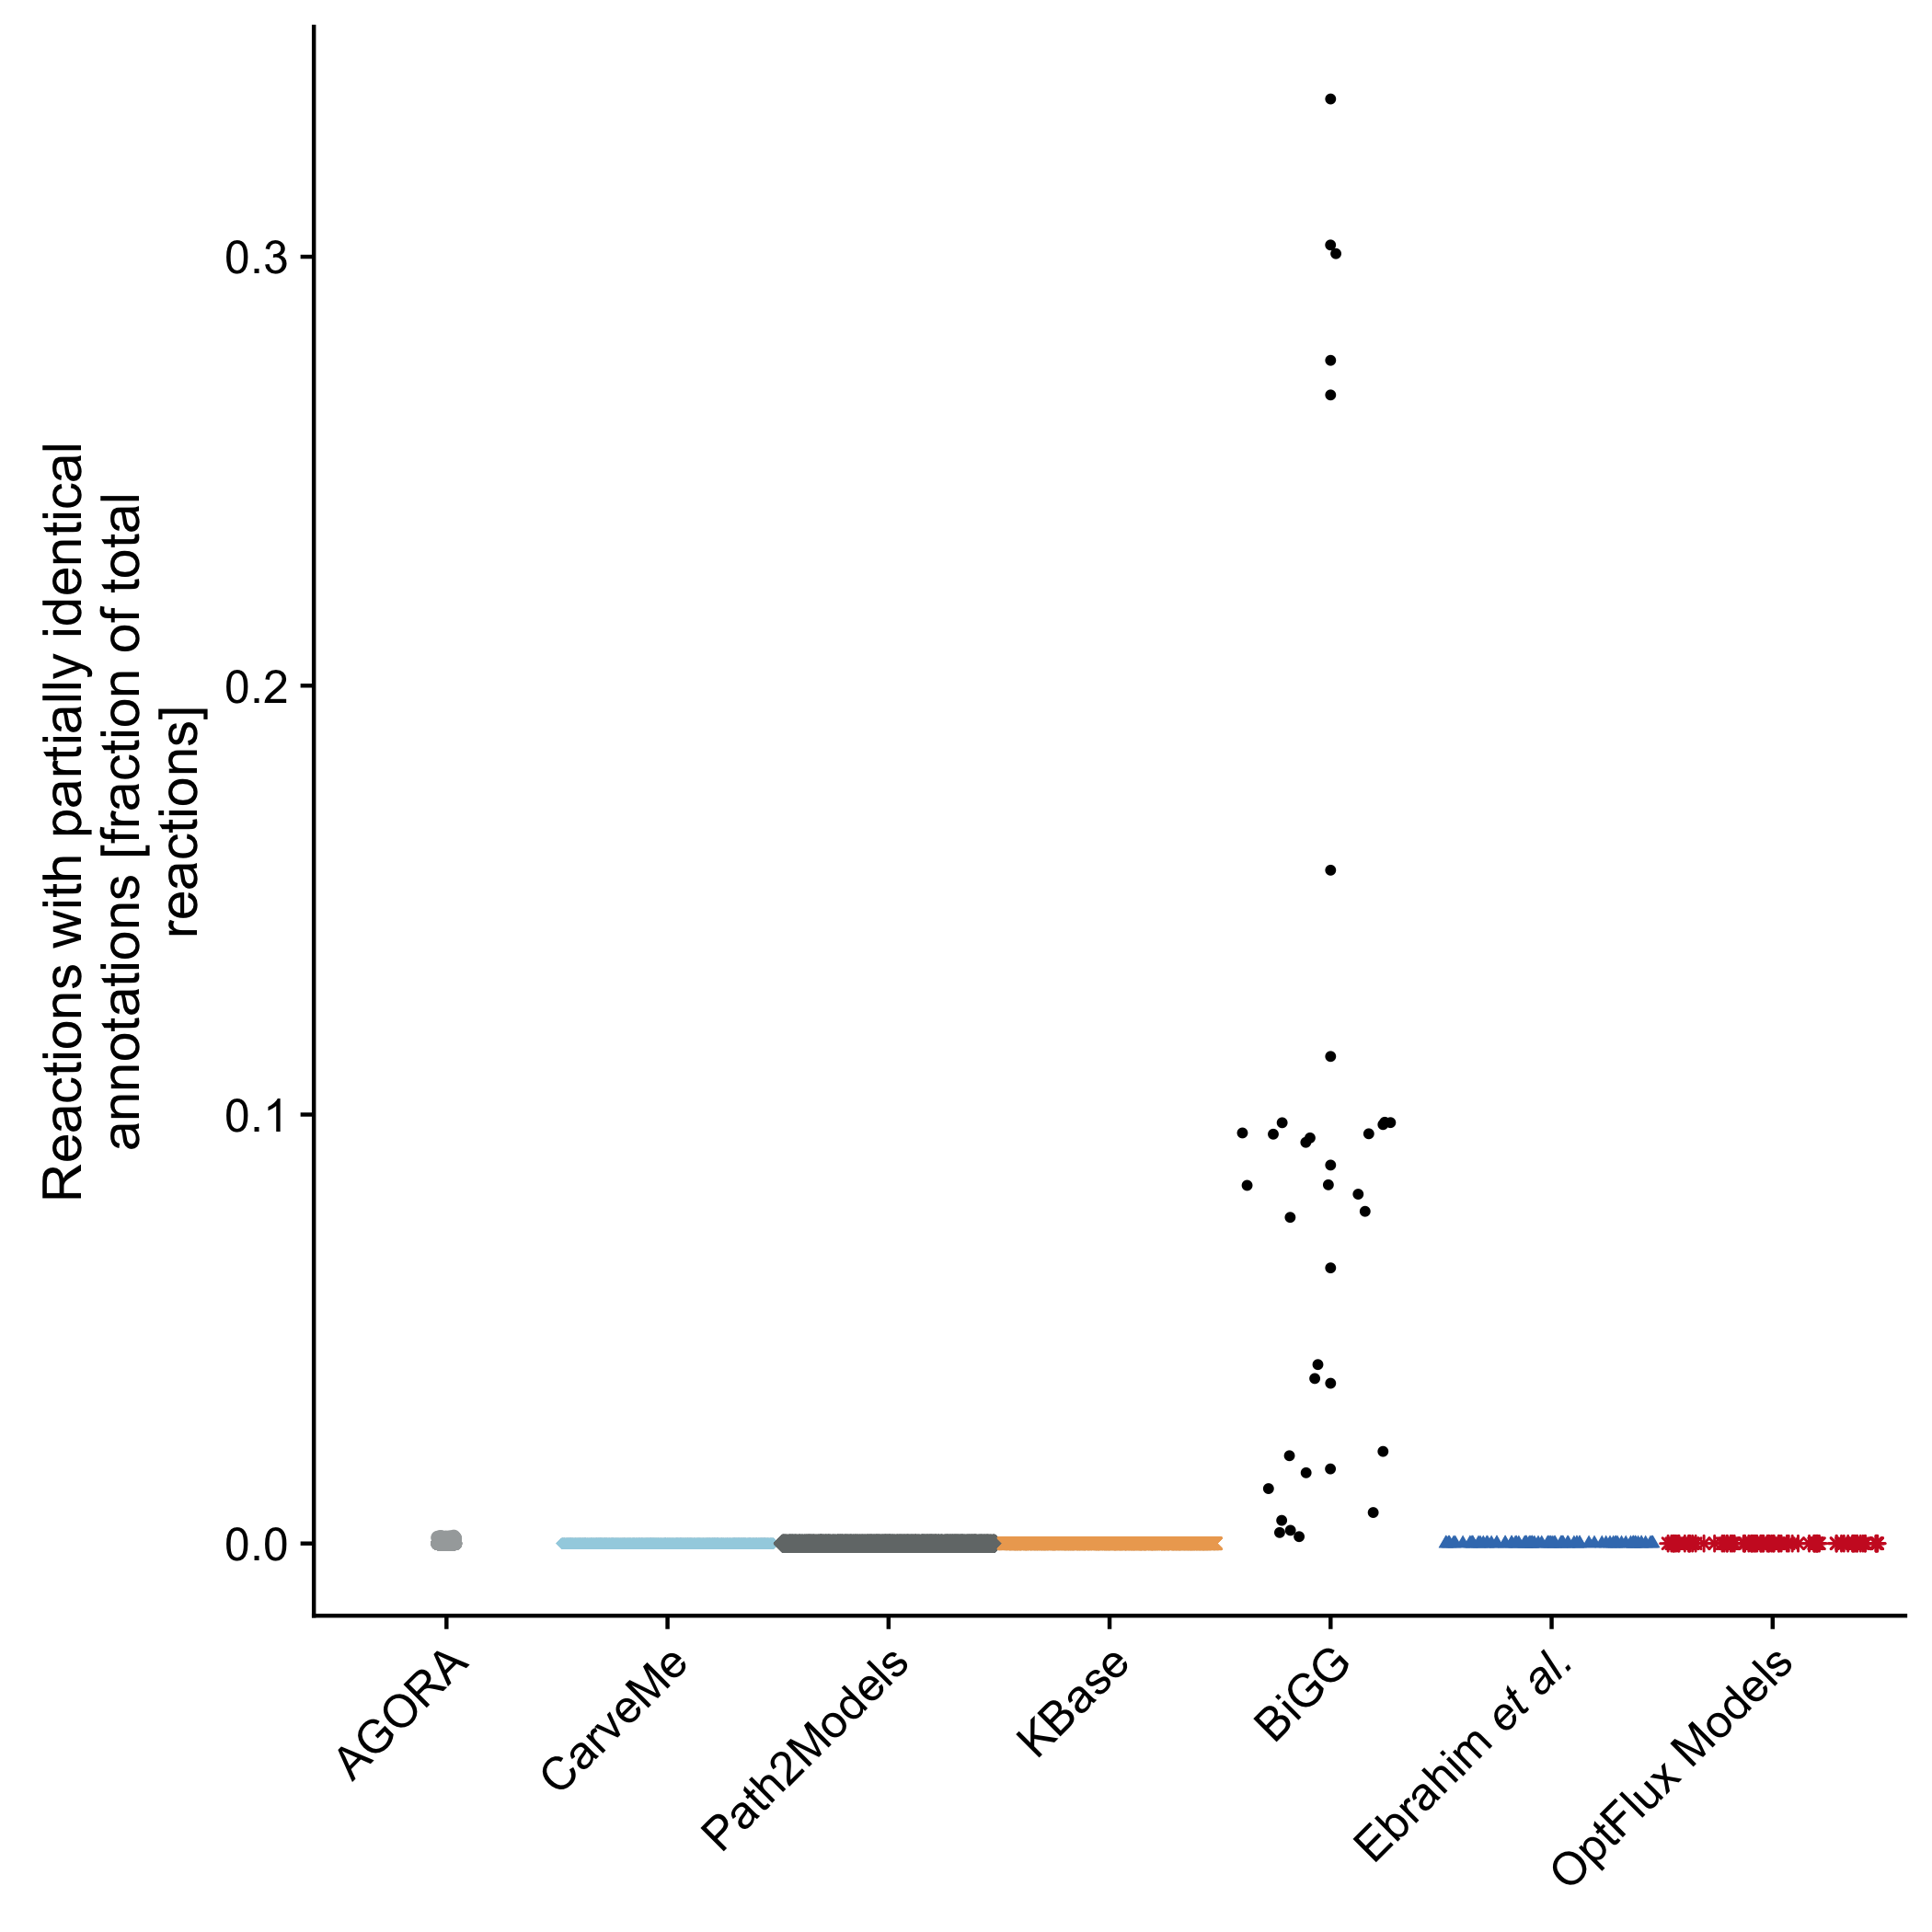 Reactions with partially identical
annotations [fraction of total
reactions]
0.3
0.2
0.1
0.0
AGORA
CarveMe
Path2Models
KBase
BiGG
Ebrahim et al.
OptFlux Models